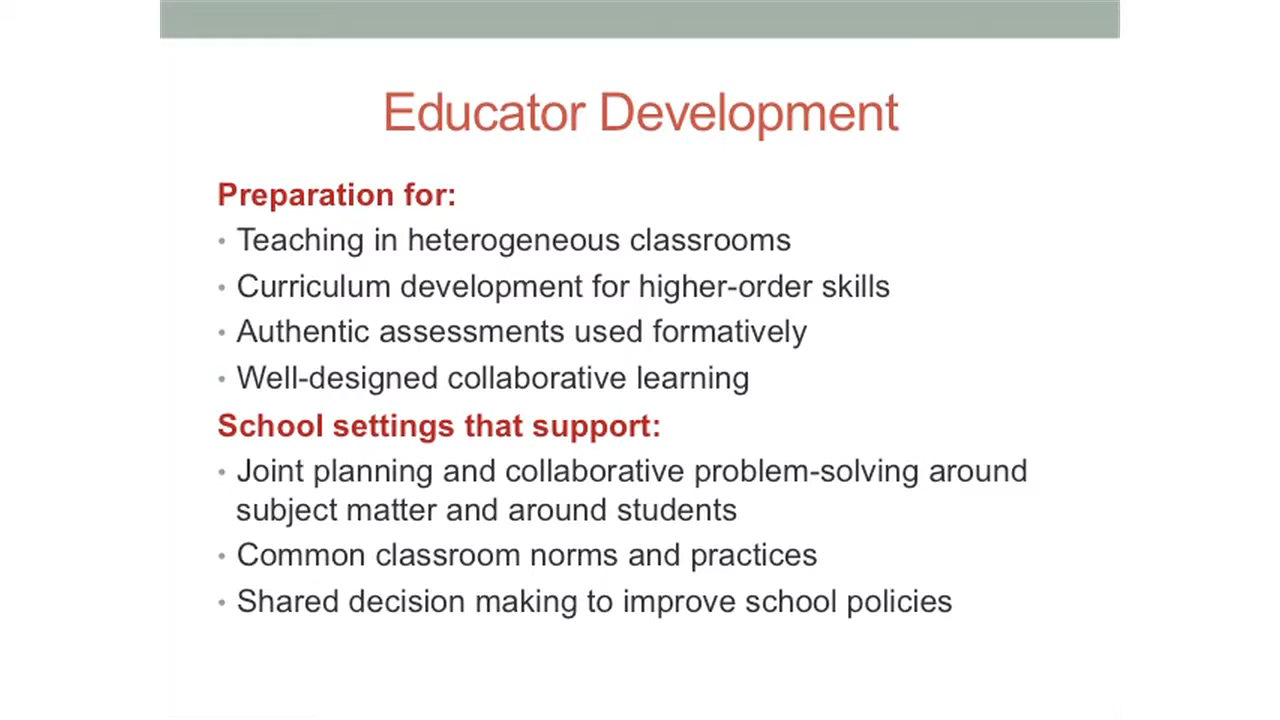 Educator Development
Preparation for:
• Teaching in heterogeneous classrooms
• Curriculum development for higher-order skills
• Authentic assessments used formatively
• Well-designed collaborative learning
School settings that support:
• Joint planning and collaborative problem-solving around
subject matter and around students
• Common classroom norms and practices
• Shared decision making to improve school policies